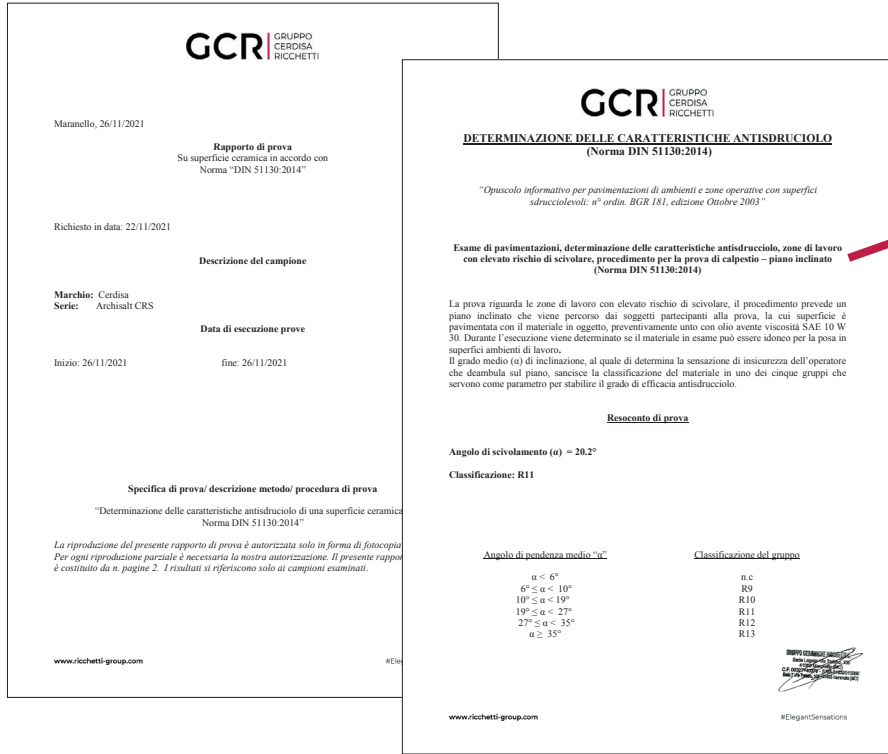 GCR GRUPPO
CERDISA
RICCHETTI
Maranello, 26/11/2021
Rapporto di prova
Su superficie ceramica in accordo con
Norma “DIN 51130:2014”
Richiesto in data: 22/11/2021
Descrizione del campione
Marchio: Cerdisa
Serie: Archisalt CRS
Data di esecuzione prove
Inizio: 26/11/2021 fine: 26/11/2021
Specifica di prova/ descrizione metodo/ procedura di prova
“Determinazione delle caratteristiche antisdruciolo di una superficie ceramica
Norma DIN 51130:2014”
La riproduzione del presente rapporto di prova è autorizzata solo in forma di fotocopia
Per ogni riproduzione parziale è necessaria la nostra autorizzazione. Il presente rappor
è costituito da n. pagine 2. I risultati si riferiscono solo ai campioni esaminati.
www.ricchetti-group.com #Ele
GCR GRUPPO
CERDISA
RICCHETTI
DETERMINAZIONE DELLE CARATTERISTICHE ANTISDRUCIOLO
(Norma DIN 51130:2014)
“Opuscolo informativo per pavimentazioni di ambienti e zone operative con superfici
sdrucciolevoli: n° ordin. BGR 181, edizione Ottobre 2003”
Esame di pavimentazioni, determinazione delle caratteristiche antisdrucciolo, zone di lavoro
con elevato rischio di scivolare, procedimento per la prova di calpestio – piano inclinato
(Norma DIN 51130:2014)
La prova riguarda le zone di lavoro con elevato rischio di scivolare, il procedimento prevede un
piano inclinato che viene percorso dai soggetti partecipanti alla prova, la cui superficie è
pavimentata con il materiale in oggetto, preventivamente unto con olio avente viscosità SAE 10 W
30. Durante l’esecuzione viene determinato se il materiale in esame può essere idoneo per la posa in
superfici ambienti di lavoro.
Il grado medio (α) di inclinazione, al quale di determina la sensazione di insicurezza dell’operatore
che deambula sul piano, sancisce la classificazione del materiale in uno dei cinque gruppi che
servono come parametro per stabilire il grado di efficacia antisdrucciolo.
Resoconto di prova
Angolo di scivolamento (α) = 20.2°
Classificazione: R11
Angolo di pendenza medio “α” Classificazione del gruppo
α < 6° n.c
6° ≤ α < 10° R9
10° ≤ α < 19° R10
19° ≤ α < 27° R11
27° ≤ α < 35° R12
α ≥ 35° R13
www.ricchetti-group.com #ElegantSensations